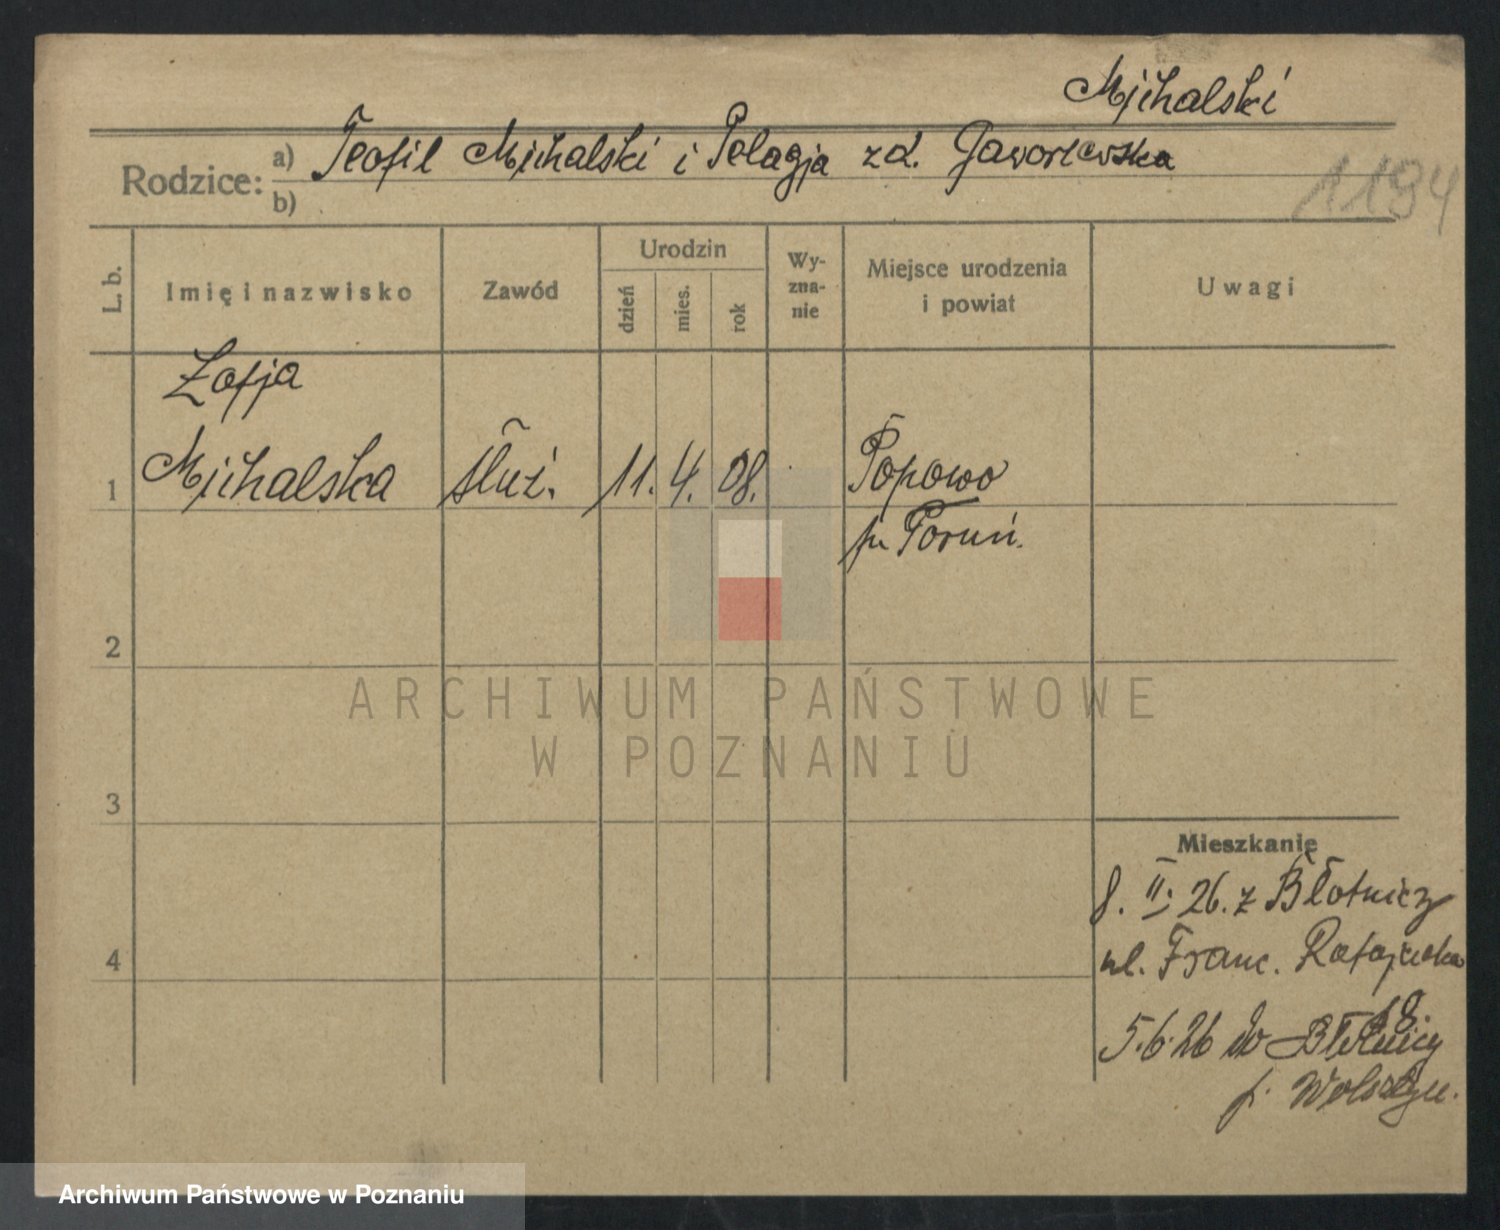 Michalski
Rodzice: a) Teofil Michalski i Pelagja zd. Jaworzewska
b)
1194
L. b.
Imię i nazwisko
Zawód
Urodzin
dzień
mies.
rok
Wy-
zna-
nie
Miejsce urodzenia
i powiat
Uwagi
Zofja
1 Michalska służ. 11. 4. 08. Popowo
p. Toruń.
2
ARCHIWUM PAŃSTWOWE
W POZNANIU
3
Mieszkanie
8. II. 26. z Błotnicy
4
ul. Franc. Ratajczaka
18.
5.6.26 do Błotnicy
p. Wolsztyn.
Archiwum Państwowe w Poznaniu